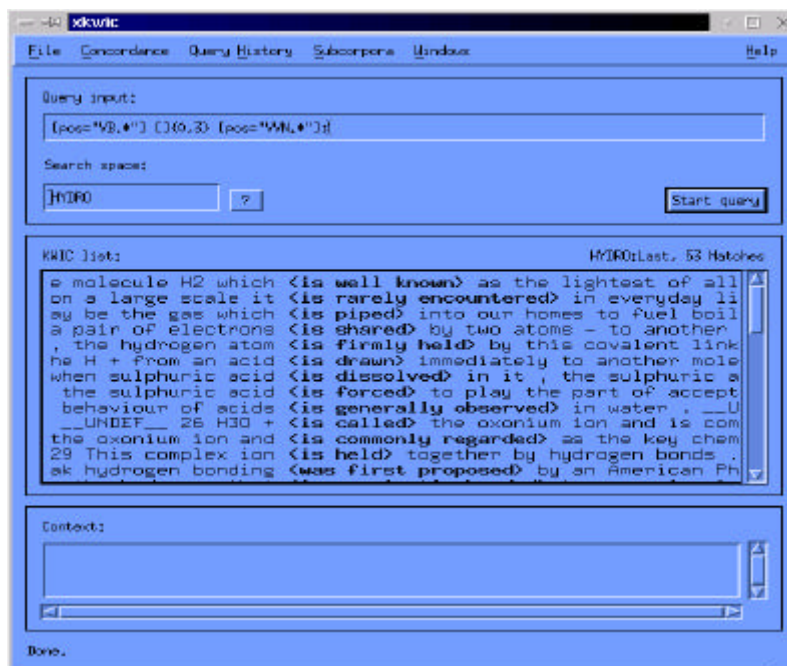 xkwic
File Concordance Query History Subcorpora Windows Help
Query input:
[pos="VB.*"] []{0,3} [pos="VVN.*"];
Search space:
HYDRO ? Start query
KWIC list: HYDRO:Last, 53 Matches
e molecule H2 which <is well known> as the lightest of all
on a large scale it <is rarely encountered> in everyday li
ay be the gas which <is piped> into our homes to fuel boil
a pair of electrons <is shared> by two atoms - to another
, the hydrogen atom <is firmly held> by this covalent link
he H + from an acid <is drawn> immediately to another mole
when sulphuric acid <is dissolved> in it , the sulphuric a
the sulphuric acid <is forced> to play the part of accept
behaviour of acids <is generally observed> in water . __U
__UNDEF__ 26 H3O + <is called> the oxonium ion and is com
the oxonium ion and <is commonly regarded> as the key chem
29 This complex ion <is held> together by hydrogen bonds .
ak hydrogen bonding <was first proposed> by an American Ph
Context:
Done.